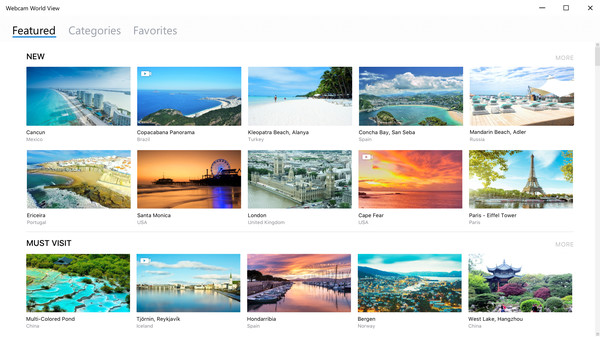 Webcam World View
Featured Categories Favorites
NEW MORE
Cancun
Mexico
Copacabana Panorama
Brazil
Kleopatra Beach, Alanya
Turkey
Concha Bay, San Seba
Spain
Mandarin Beach, Adler
Russia
Ericeira
Portugal
Santa Monica
USA
London
United Kingdom
Cape Fear
USA
Paris - Eiffel Tower
Paris
MUST VISIT MORE
Multi-Colored Pond
China
Tjörnin, Reykjavik
Iceland
Hondarribia
Spain
Bergen
Norway
West Lake, Hangzhou
China